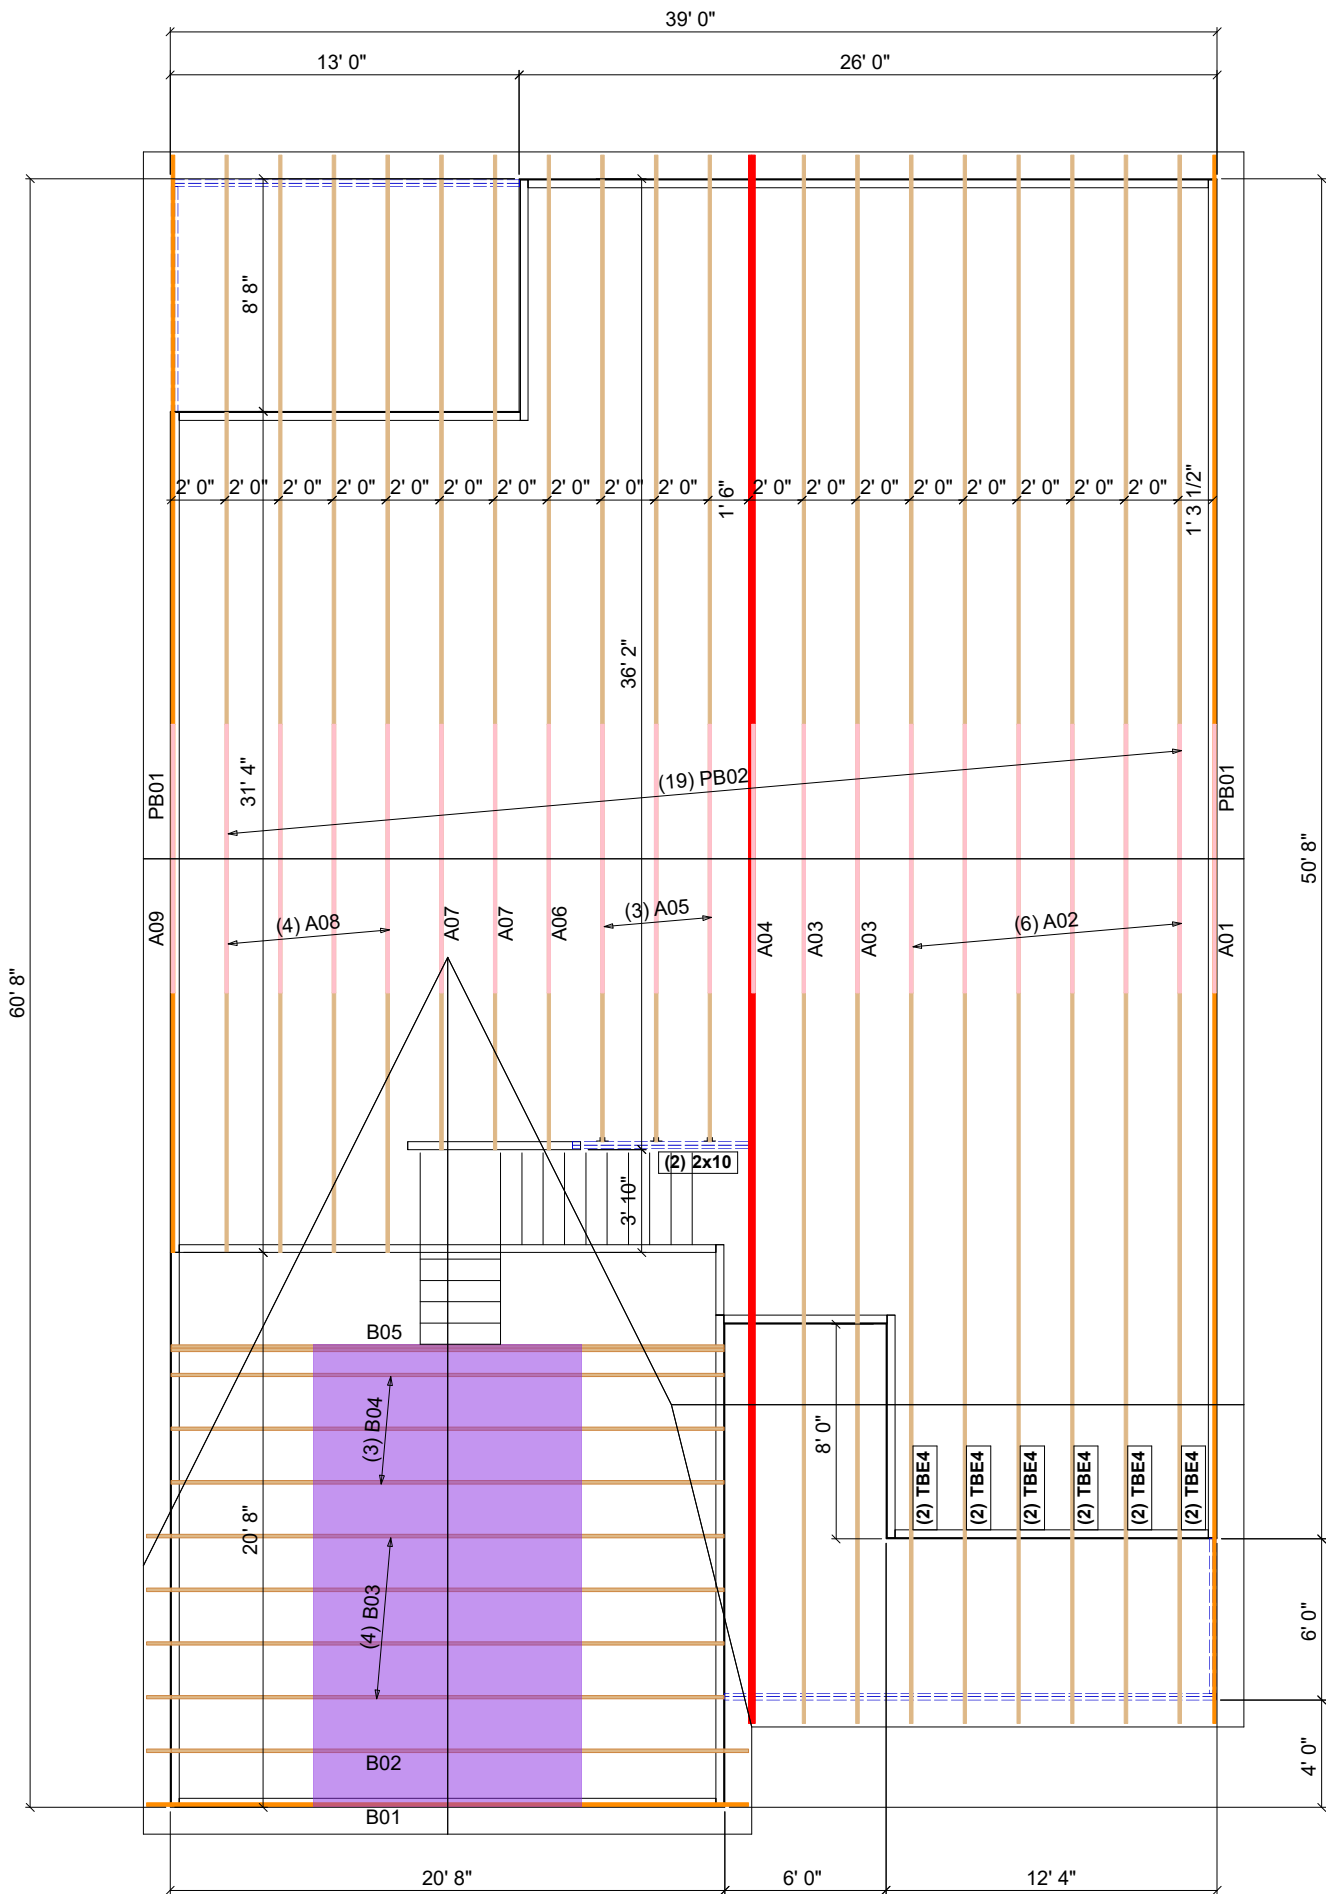 39' 0"
13' 0"
26' 0"
8' 8"
2' 0" 2' 0" 2' 0" 2' 0" 2' 0" 2' 0" 2' 0" 2' 0" 2' 0" 2' 0" 1' 6" 2' 0" 2' 0" 2' 0" 2' 0" 2' 0" 2' 0" 2' 0" 2' 0" 1' 3 1/2"
36' 2"
PB01
31' 4"
(19) PB02
PB01
50' 8"
A09
(4) A08
A07
A07
A06
(3) A05
A04
A03
A03
(6) A02
A01
60' 8"
(2) 2x10
3' 10"
B05
(3) B04
8' 0"
(2) TBE4
(2) TBE4
(2) TBE4
(2) TBE4
(2) TBE4
(2) TBE4
20' 8"
(4) B03
6' 0"
B02
4' 0"
B01
20' 8"
6' 0"
12' 4"